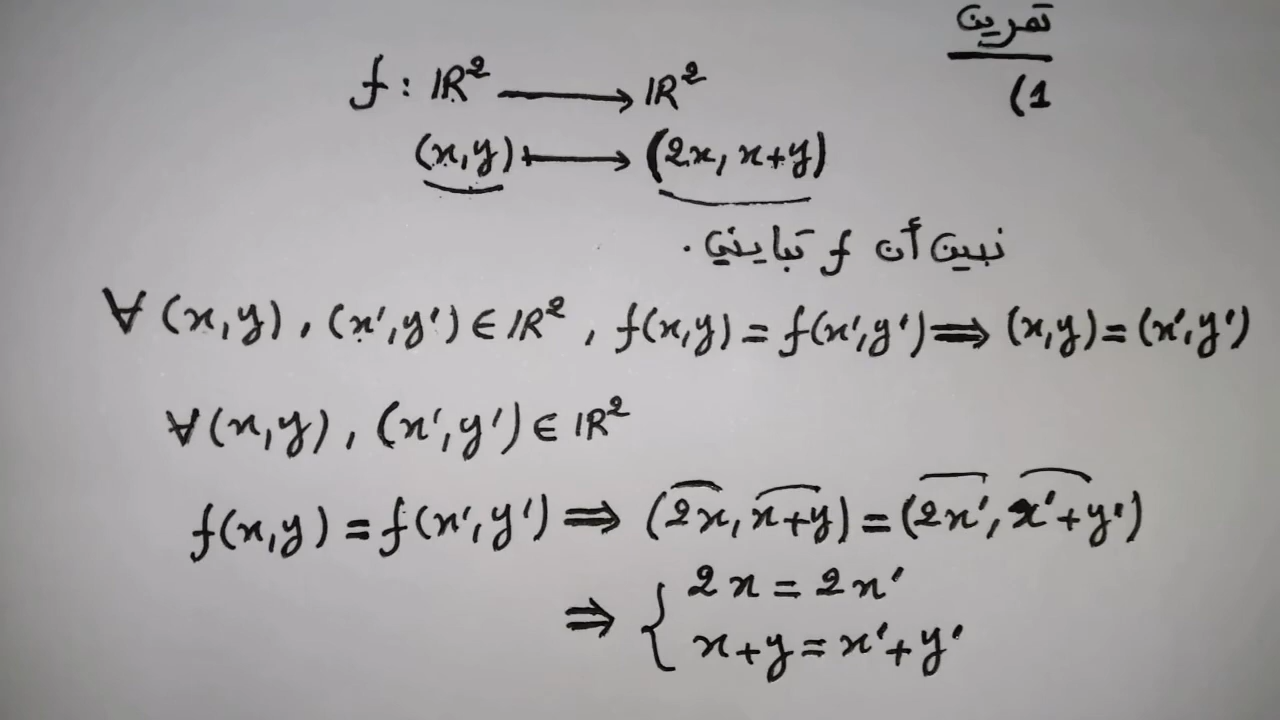 تمرين
1)
f : IR² ⟶ IR²
(x,y) ⟼ (2x, x+y)
نبين أن f تبايني.
∀ (x,y), (x',y') ∈ IR², f(x,y) = f(x',y') ⟹ (x,y) = (x',y')
∀(x,y), (x',y') ∈ IR²
f(x,y) = f(x',y') ⟹ (2x, x+y) = (2x', x'+y')
⟹ { 2x = 2x'
x+y = x'+y'